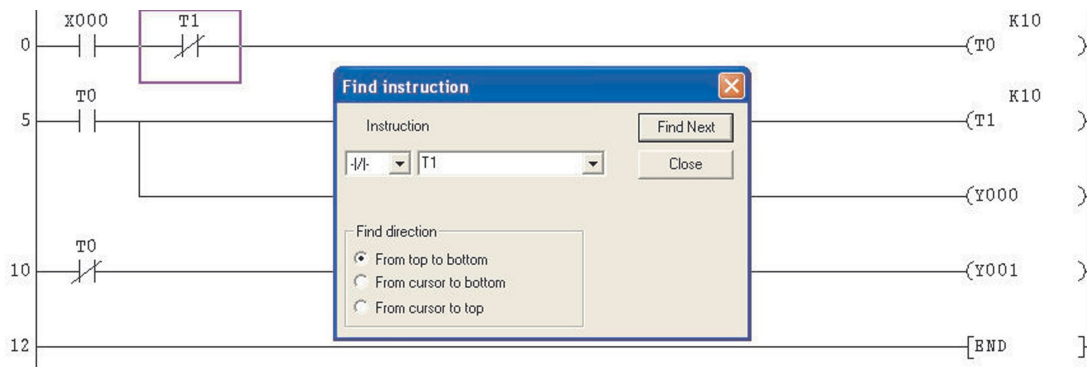 X000 T1 K10
0 (T0 )
Find instruction
T0 K10
5 (T1 )
Instruction
Find Next
-|/|- T1
Close
(Y000 )
Find direction
T0
From top to bottom
10 (Y001 )
From cursor to bottom
From cursor to top
12 [END ]